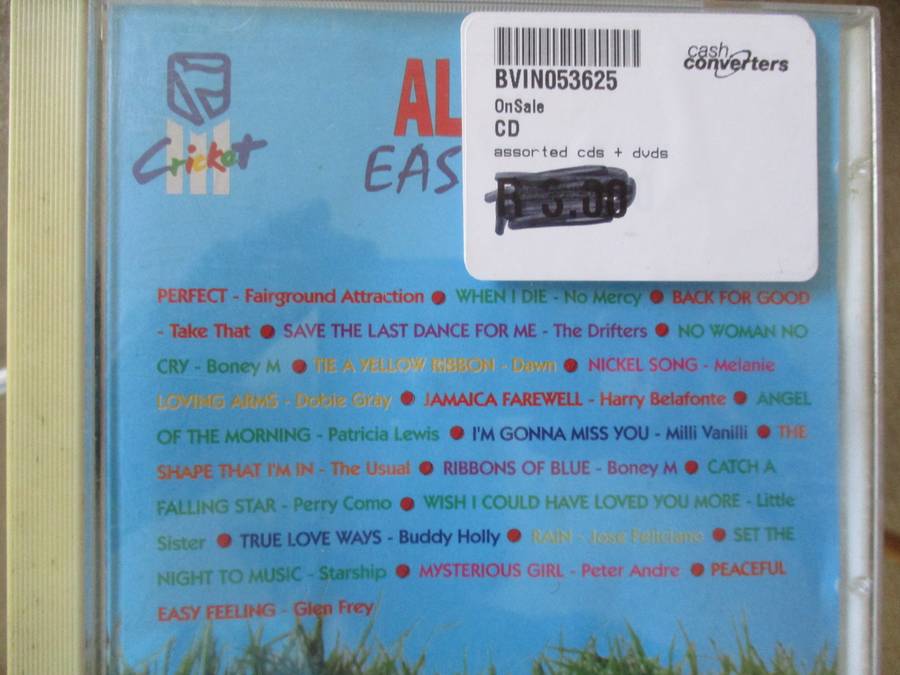 cash
converters
BVIN053625
OnSale
CD
assorted cds + dvds
Cricket
AL
EAS
PERFECT - Fairground Attraction ● WHEN I DIE - No Mercy ● BACK FOR GOOD
- Take That ● SAVE THE LAST DANCE FOR ME - The Drifters ● NO WOMAN NO
CRY - Boney M ● TIE A YELLOW RIBBON - Dawn ● NICKEL SONG - Melanie
LOVING ARMS - Dobie Gray ● JAMAICA FAREWELL - Harry Belafonte ● ANGEL
OF THE MORNING - Patricia Lewis ● I'M GONNA MISS YOU - Milli Vanilli ● THE
SHAPE THAT I'M IN - The Usual ● RIBBONS OF BLUE - Boney M ● CATCH A
FALLING STAR - Perry Como ● WISH I COULD HAVE LOVED YOU MORE - Little
Sister ● TRUE LOVE WAYS - Buddy Holly ● RAIN - Jose Feliciano ● SET THE
NIGHT TO MUSIC - Starship ● MYSTERIOUS GIRL - Peter Andre ● PEACEFUL
EASY FEELING - Glen Frey